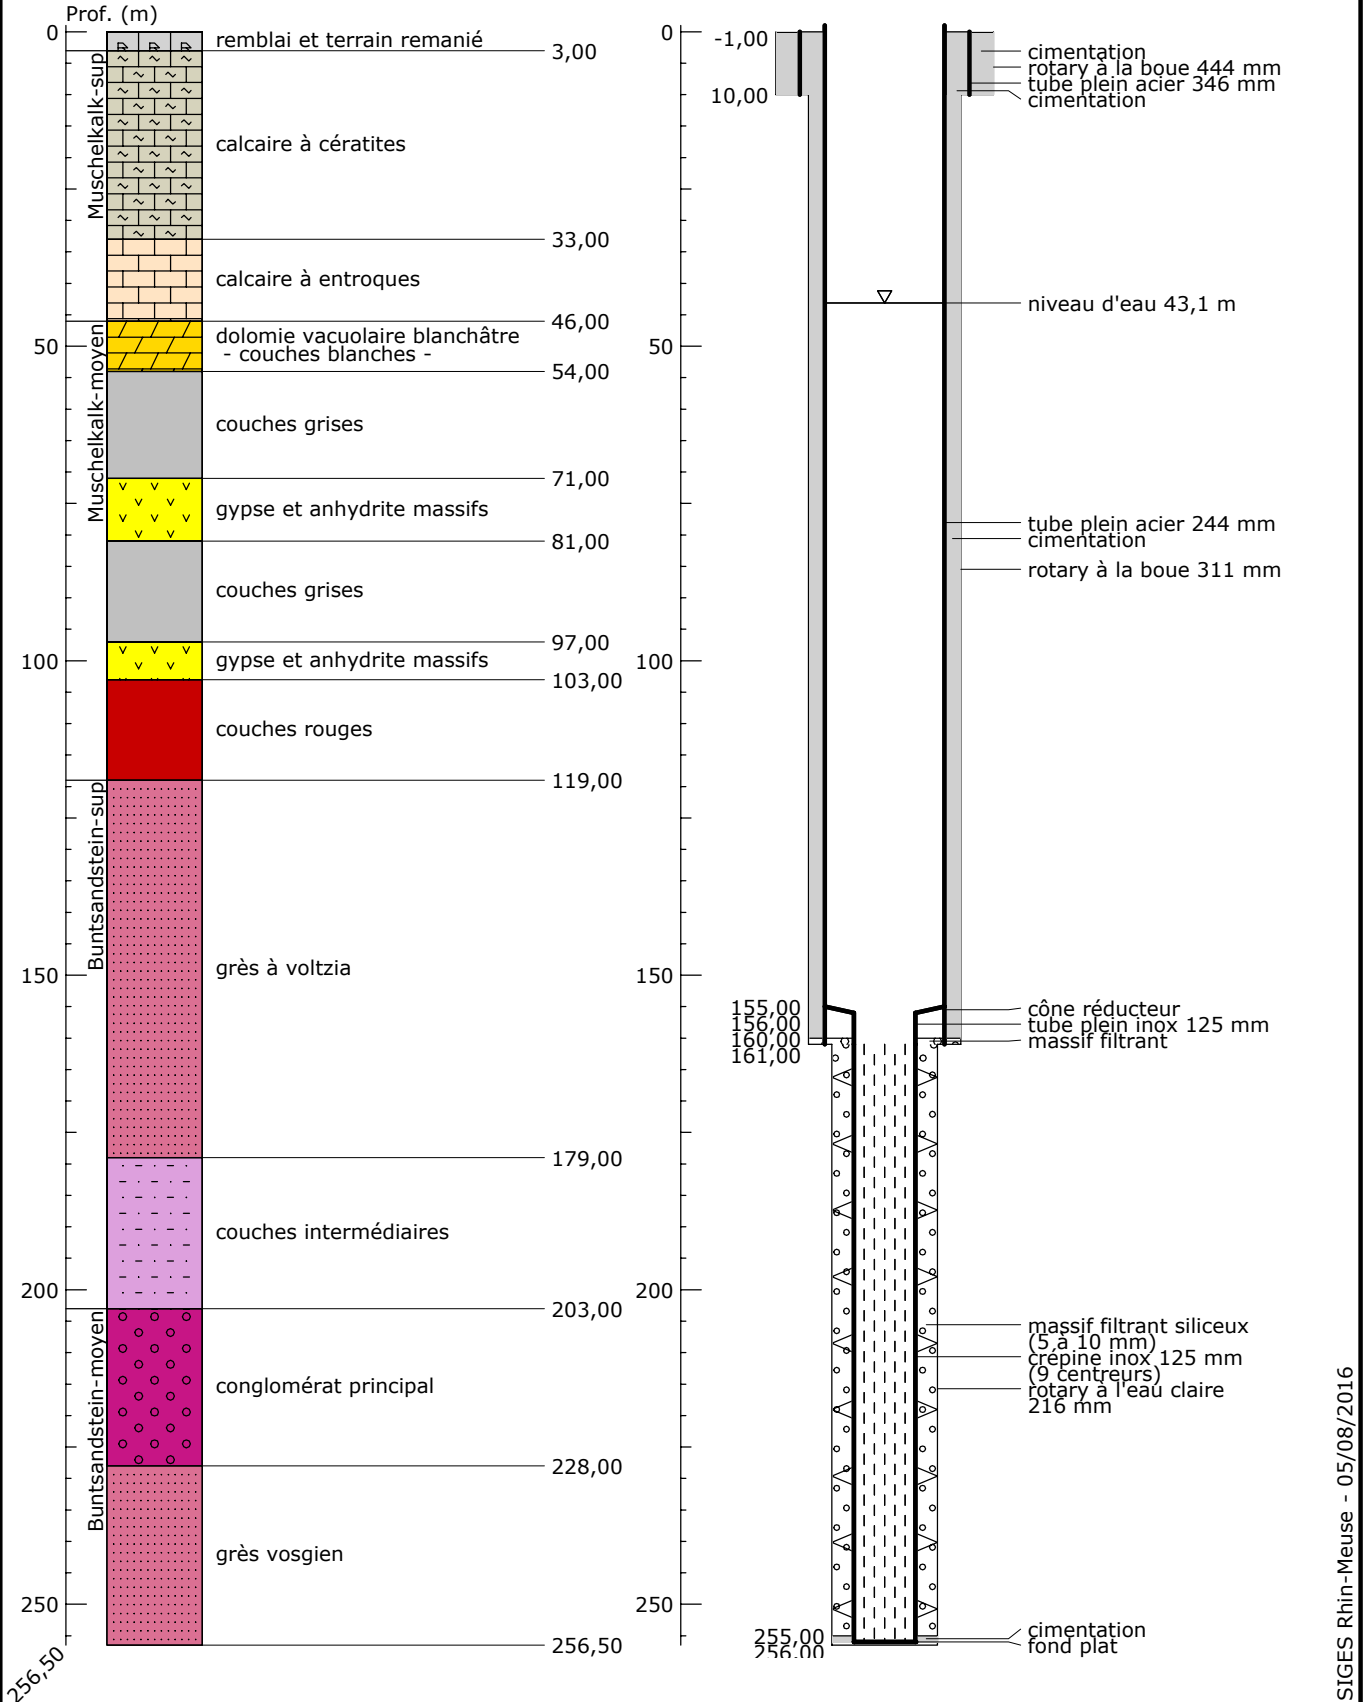 Prof. (m)
0
50
100
150
200
250
256,50
Muschelkalk-sup
Muschelkalk-moyen
Buntsandstein-sup
Buntsandstein-moyen
remblai et terrain remanié
3,00
calcaire à cératites
33,00
calcaire à entroques
46,00
dolomie vacuolaire blanchâtre
- couches blanches -
54,00
couches grises
71,00
gypse et anhydrite massifs
81,00
couches grises
97,00
gypse et anhydrite massifs
103,00
couches rouges
119,00
grès à voltzia
179,00
couches intermédiaires
203,00
conglomérat principal
228,00
grès vosgien
256,50
0
50
100
150
200
250
-1,00
10,00
155,00
156,00
160,00
161,00
255,00
256,00
cimentation
rotary à la boue 444 mm
tube plein acier 346 mm
cimentation
niveau d'eau 43,1 m
tube plein acier 244 mm
cimentation
rotary à la boue 311 mm
cône réducteur
tube plein inox 125 mm
massif filtrant
massif filtrant siliceux
(5 à 10 mm)
crépine inox 125 mm
(9 centreurs)
rotary à l'eau claire
216 mm
cimentation
fond plat
SIGES Rhin-Meuse - 05/08/2016